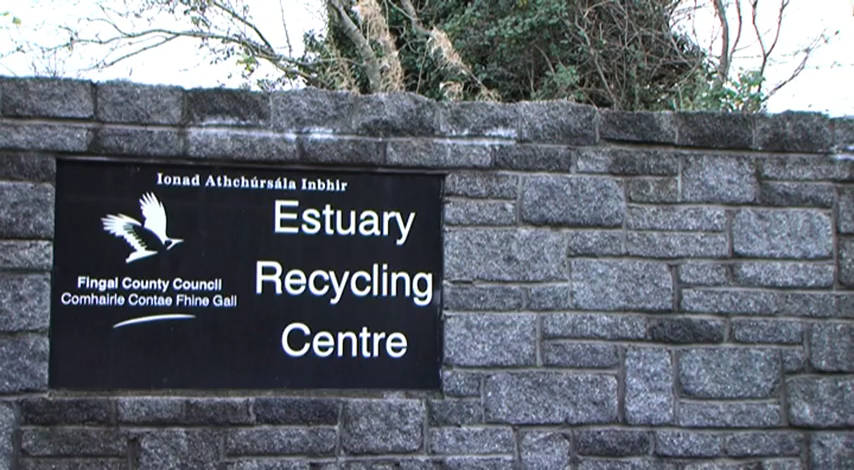 Ionad Athchúrsála Inbhir
Estuary
Recycling
Centre
Fingal County Council
Comhairle Contae Fhine Gall